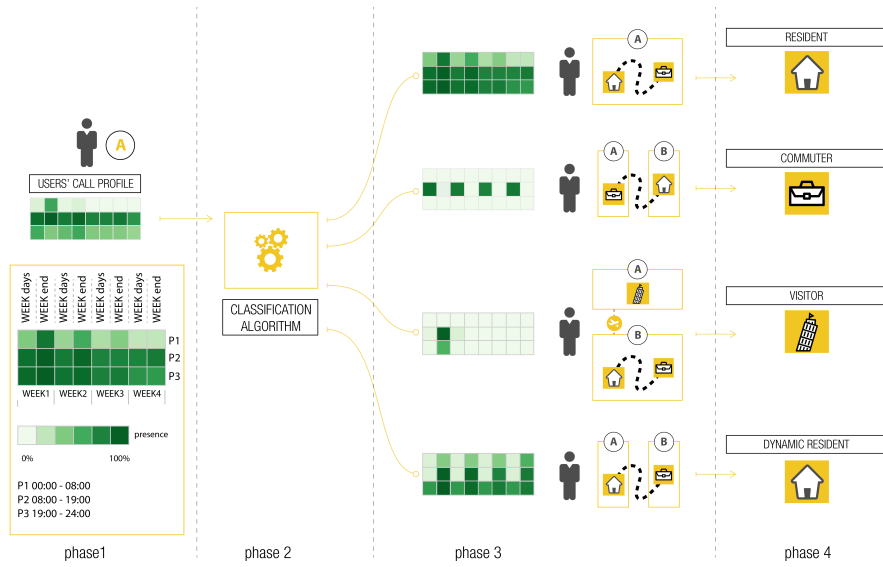 A
USERS' CALL PROFILE
WEEK days
WEEK end
WEEK days
WEEK end
WEEK days
WEEK end
WEEK days
WEEK end
P1
P2
P3
WEEK1 WEEK2 WEEK3 WEEK4
presence
0% 100%
P1 00:00 - 08:00
P2 08:00 - 19:00
P3 19:00 - 24:00
phase1
CLASSIFICATION
ALGORITHM
phase 2
A
A B
A
B
A B
phase 3
RESIDENT
COMMUTER
VISITOR
DYNAMIC RESIDENT
phase 4